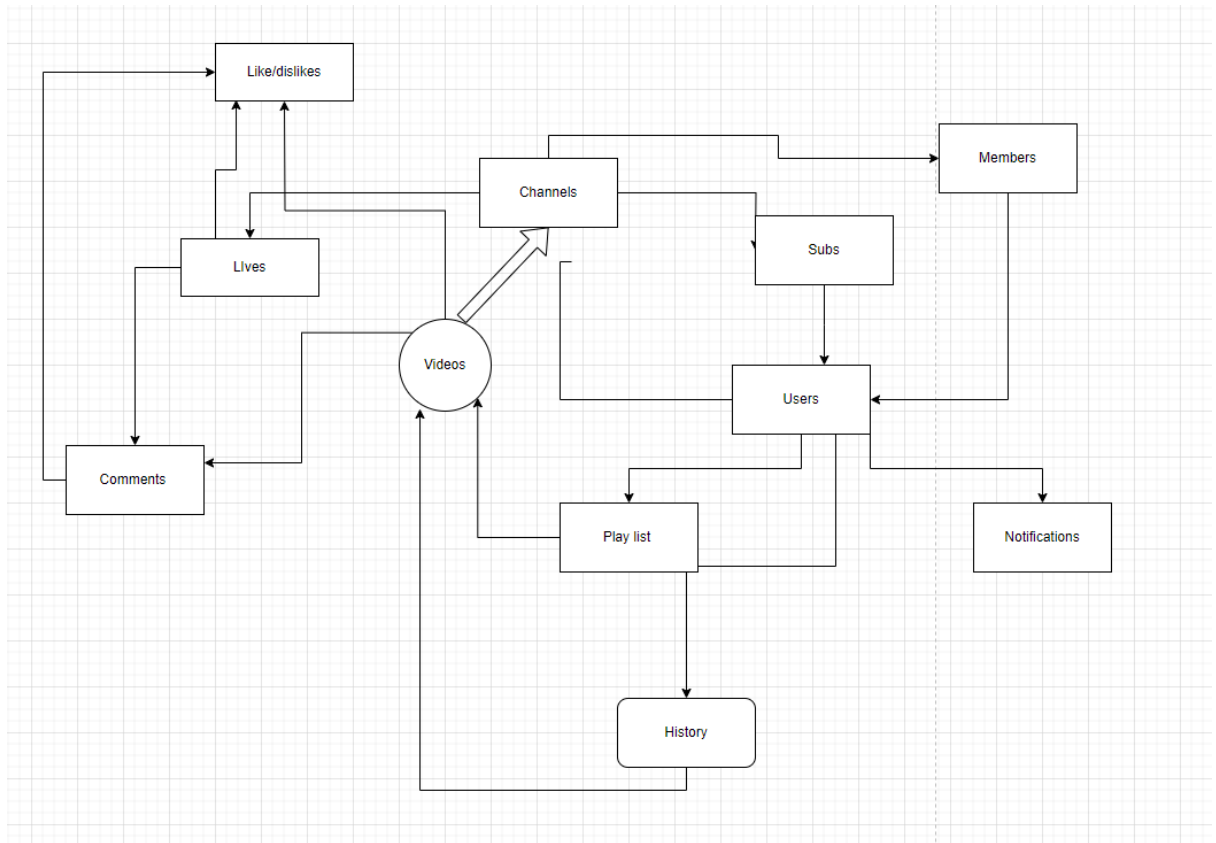 Like/dislikes
Members
Channels
Subs
LIves
Videos
Users
Comments
Play list
Notifications
History